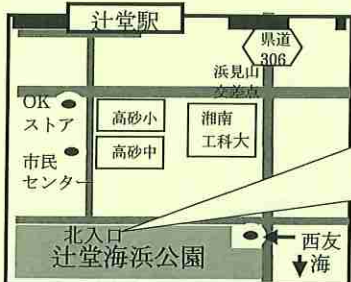 辻堂駅
県道
306
浜見山
交差点
OK
ストア
高砂小
湘南
工科大
高砂中
市民
センター
北入口
辻堂海浜公園
西友
海